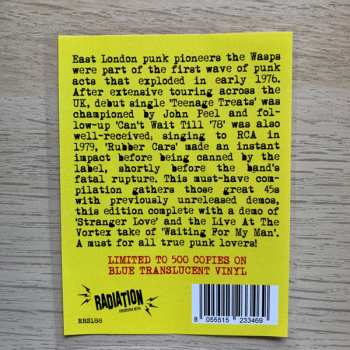 East London punk pioneers the Wasps
were part of the first wave of punk
acts that exploded in early 1976.
After extensive touring across the
UK, debut single 'Teenage Treats' was
championed by John Peel and fol-
low-up 'Can't Wait Till '78' was also
well-received; singing to RCA in
1979, 'Rubber Cars' made an instant
impact before being canned by the
label, shortly before the band's
fatal rupture. This must-have com-
pilation gathers those great 45s
with previously unreleased demos,
this edition complete with a demo of
'Stranger Love' and the Live At The
Vortex take of 'Waiting For My Man'.
A must for all true punk lovers!
LIMITED TO 500 COPIES ON
BLUE TRANSLUCENT VINYL
RADIATION
RRS158
8 055515 233469